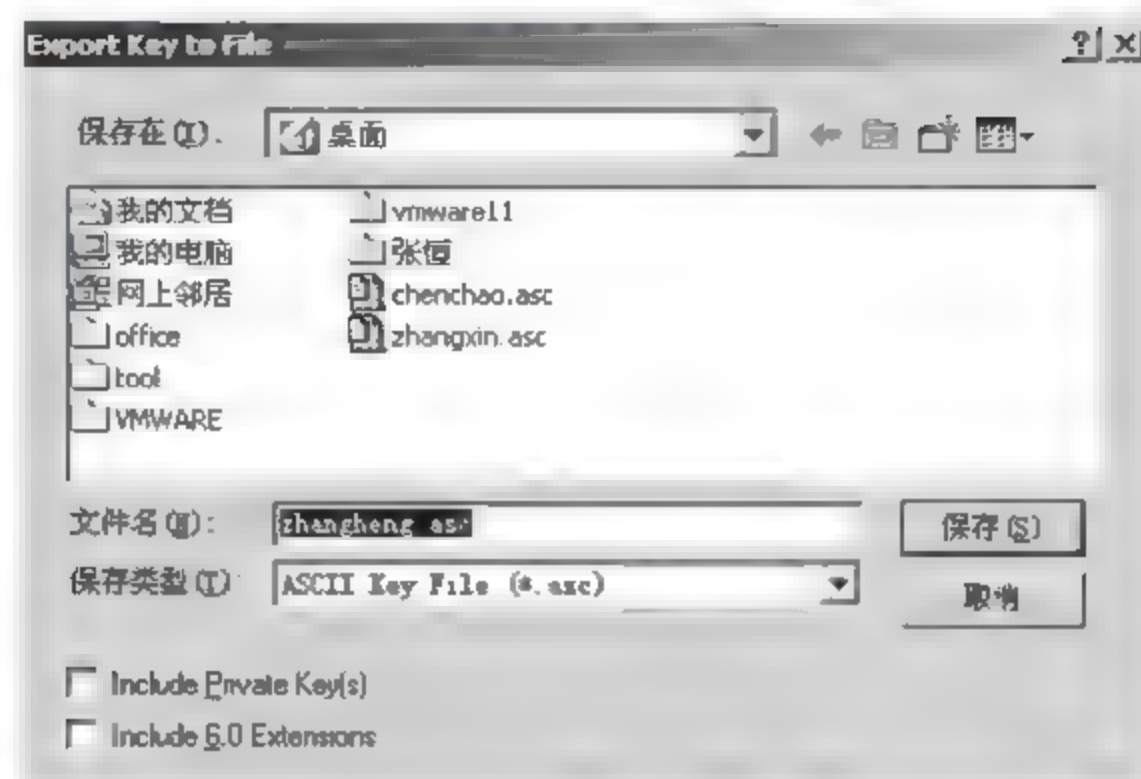 Export Key to File
保存在(I):
桌面
我的文档
我的电脑
网上邻居
office
tool
VMWARE
vmware11
张恒
chenchao.asc
zhangxin.asc
文件名(N):
zhangheng.asc
保存(S)
保存类型(T):
ASCII Key File (*.asc)
取消
Include Private Key(s)
Include 6.0 Extensions